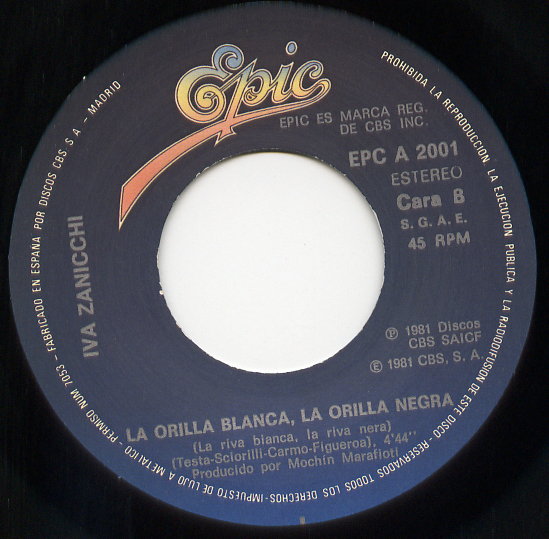 Epic
EPIC ES MARCA REG.
DE CBS INC.
EPC A 2001
ESTEREO
Cara B
S. G. A. E.
45 RPM
IVA ZANICCHI
℗ 1981 Discos
CBS SAICF
© 1981 CBS, S. A.
LA ORILLA BLANCA, LA ORILLA NEGRA
(La riva bianca, la riva nera)
(Testa-Sciorilli-Carmo-Figueroa), 4'44''
Producido por Mochín Marafioti
PROHIBIDA LA REPRODUCCION, LA EJECUCION PUBLICA Y LA RADIODIFUSION DE ESTE DISCO - RESERVADOS TODOS LOS DERECHOS - IMPUESTO DE LUJO A METALICO - PERMISO NUM 7053 - FABRICADO EN ESPAÑA POR DISCOS CBS S A - MADRID